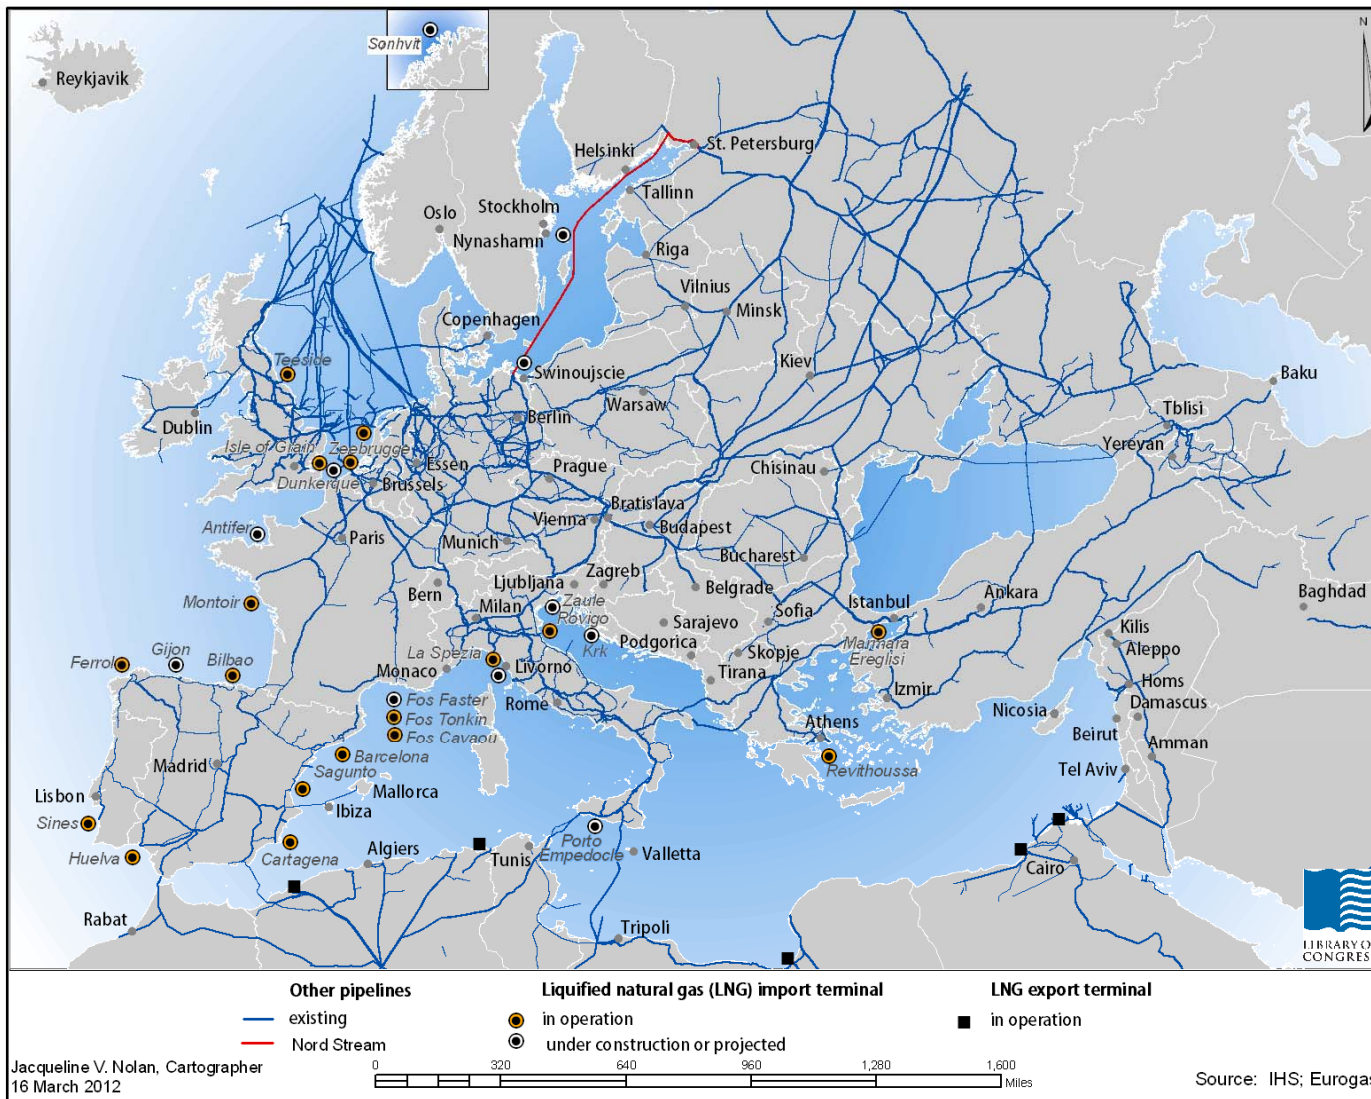 Sonhvit
N
Reykjavik
Helsinki
St. Petersburg
Tallinn
Oslo
Stockholm
Nynashamn
Riga
Vilnius
Minsk
Copenhagen
Teeside
Swinoujscie
Kiev
Baku
Dublin
Berlin
Warsaw
Tblisi
Isle of Grain
Zeebrugge
Yerevan
Essen
Dunkerque
Brussels
Prague
Chisinau
Antifer
Paris
Vienna
Bratislava
Budapest
Munich
Bucharest
Montoir
Bern
Ljubljana
Zagreb
Belgrade
Milan
Zaule
Rovigo
Sofia
Istanbul
Ankara
Baghdad
Sarajevo
Krk
Podgorica
Marmara
Ereglisi
Kilis
Aleppo
Ferrol
Gijon
Bilbao
La Spezia
Monaco
Livorno
Skopje
Tirana
Homs
Fos Faster
Rome
Izmir
Nicosia
Damascus
Fos Tonkin
Fos Cavaou
Athens
Beirut
Barcelona
Amman
Madrid
Sagunto
Revithoussa
Tel Aviv
Mallorca
Lisbon
Ibiza
Sines
Porto
Empedocle
Huelva
Cartagena
Algiers
Tunis
Valletta
Cairo
Rabat
Tripoli
LIBRARY O
CONGRES
Other pipelines
existing
Nord Stream
Liquified natural gas (LNG) import terminal
in operation
under construction or projected
LNG export terminal
in operation
Jacqueline V. Nolan, Cartographer
16 March 2012
0 320 640 960 1,280 1,600
Miles
Source: IHS; Eurogas